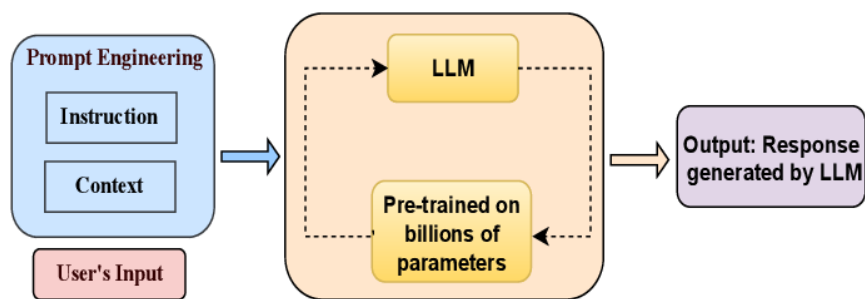 Prompt Engineering
Instruction
Context
User's Input
LLM
Pre-trained on
billions of
parameters
Output: Response
generated by LLM